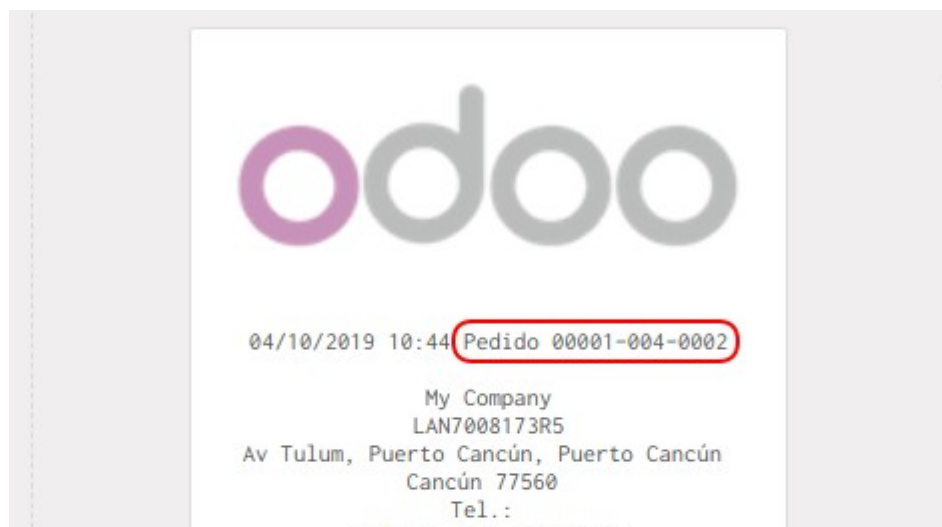 odoo
04/10/2019 10:44 Pedido 00001-004-0002
My Company
LAN7008173R5
Av Tulum, Puerto Cancún, Puerto Cancún
Cancún 77560
Tel.: